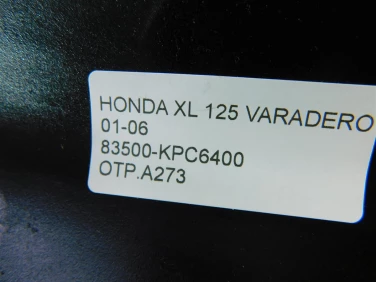 HONDA XL 125 VARADERO
01-06
83500-KPC6400
OTP.A273